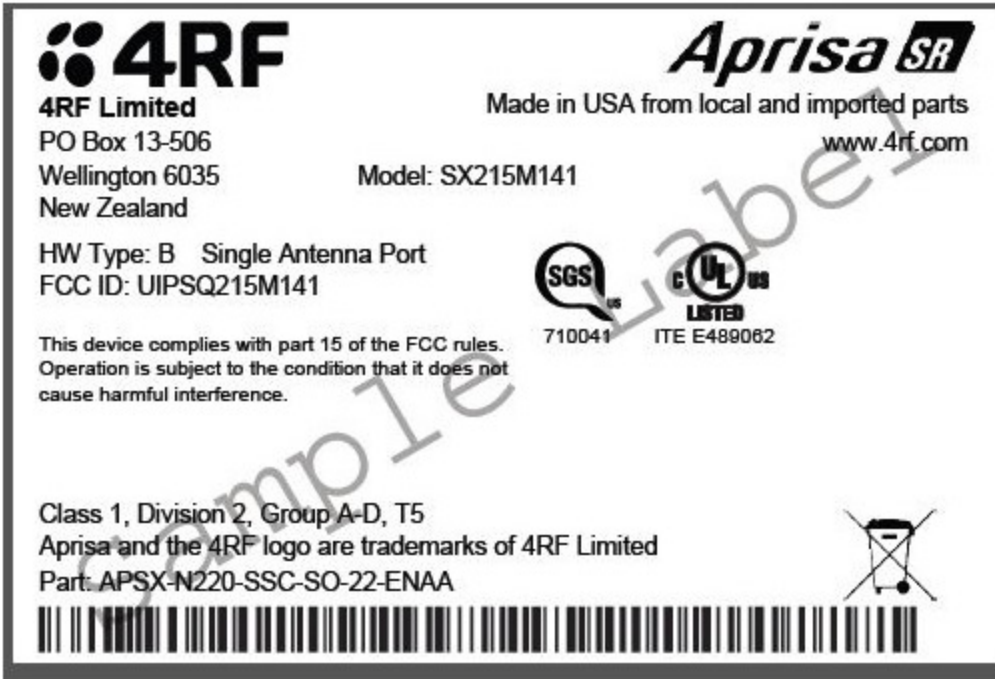 4RF
Aprisa SR
4RF Limited
Made in USA from local and imported parts
PO Box 13-506
www.4rf.com
Wellington 6035
Model: SX215M141
New Zealand
HW Type: B Single Antenna Port
FCC ID: UIPSQ215M141
SGS
US
710041
C UL US
LISTED
ITE E489062
This device complies with part 15 of the FCC rules.
Operation is subject to the condition that it does not
cause harmful interference.
Sample Label
Class 1, Division 2, Group A-D, T5
Aprisa and the 4RF logo are trademarks of 4RF Limited
Part: APSX-N220-SSC-SO-22-ENAA